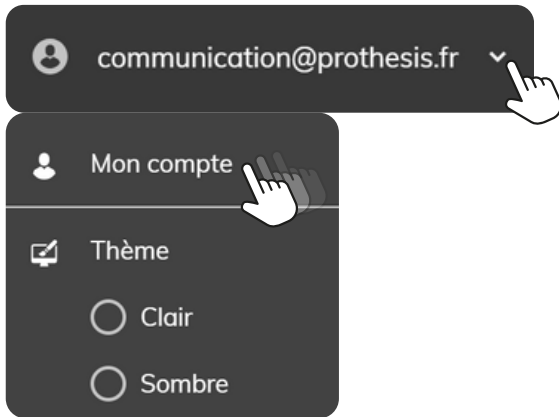 communication@prothesis.fr
Mon compte
Thème
Clair
Sombre